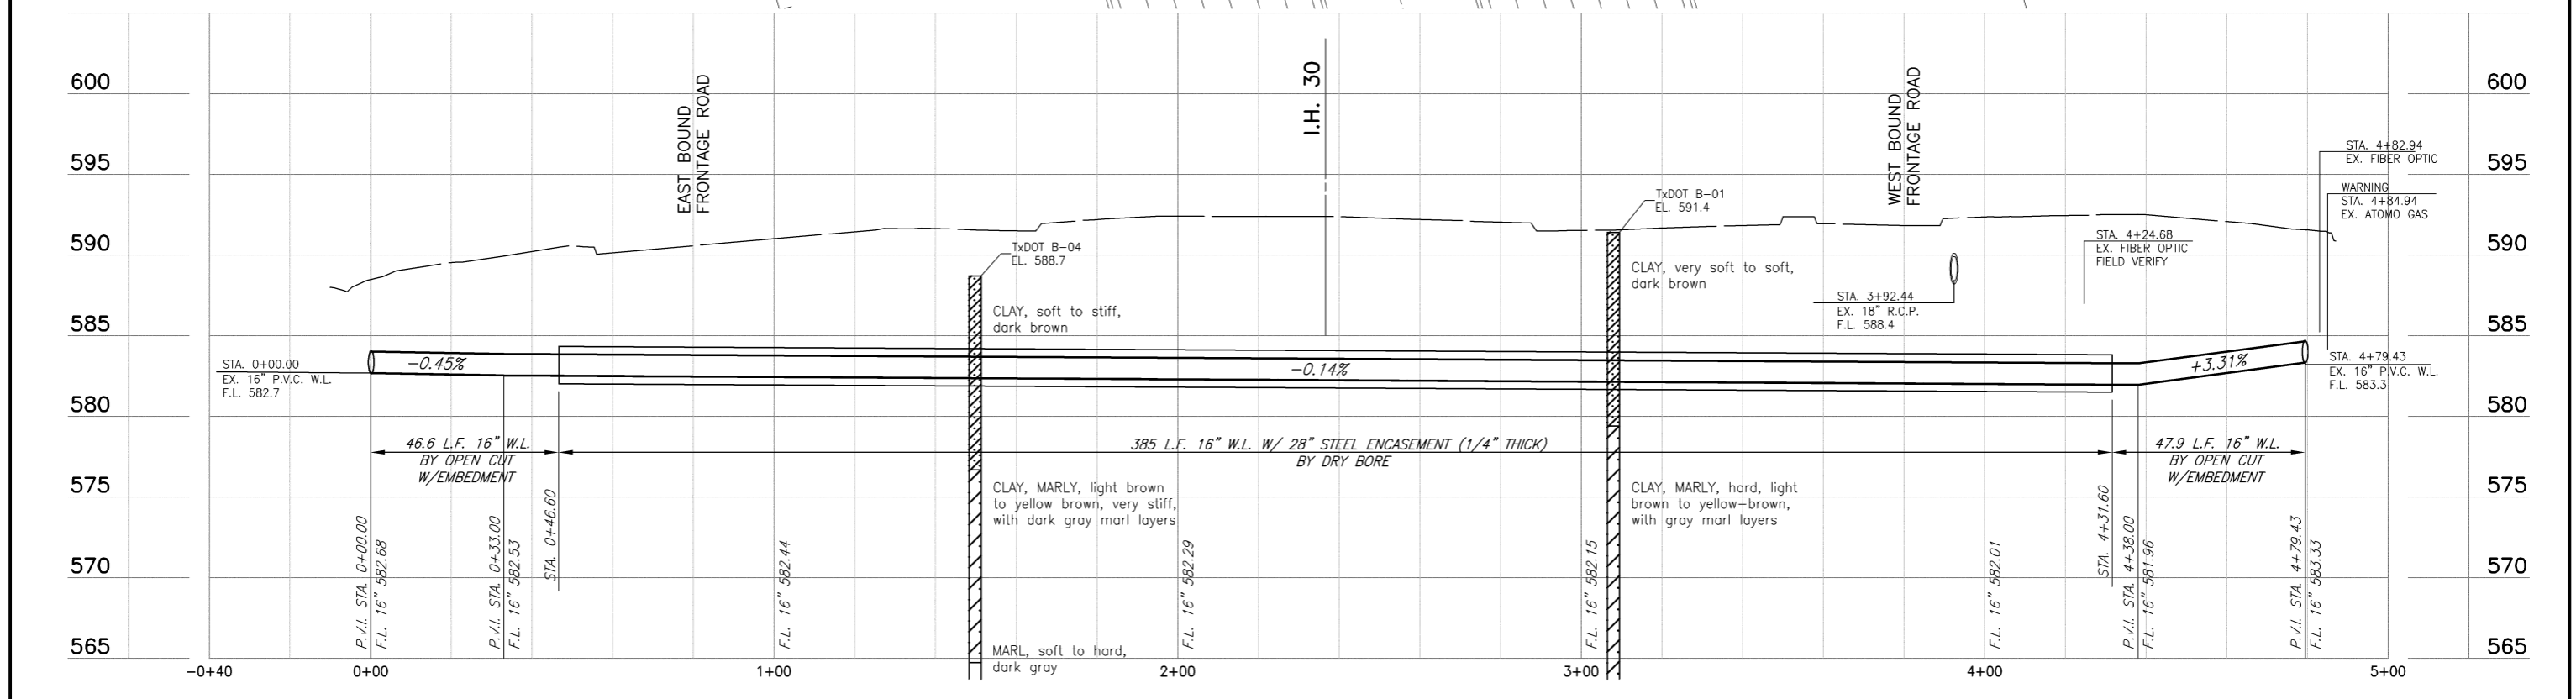 600
595
590
585
580
575
570
565
EAST BOUND
FRONTAGE ROAD
I.H. 30
WEST BOUND
FRONTAGE ROAD
600
595
590
585
580
575
570
565
STA. 4+82.94
EX. FIBER OPTIC
WARNING
STA. 4+84.94
EX. ATOMO GAS
TxDOT B-01
EL. 591.4
TxDOT B-04
EL. 588.7
STA. 4+24.68
EX. FIBER OPTIC
FIELD VERIFY
CLAY, very soft to soft,
dark brown
STA. 3+92.44
EX. 18" R.C.P.
F.L. 588.4
CLAY, soft to stiff,
dark brown
STA. 0+00.00
EX. 16" P.V.C. W.L.
F.L. 582.7
-0.45%
-0.14%
+3.31%
STA. 4+79.43
EX. 16" P.V.C. W.L.
F.L. 583.3
46.6 L.F. 16" W.L.
BY OPEN CUT
W/EMBEDMENT
385 L.F. 16" W.L. W/ 28" STEEL ENCASEMENT (1/4" THICK)
BY DRY BORE
47.9 L.F. 16" W.L.
BY OPEN CUT
W/EMBEDMENT
CLAY, MARLY, light brown
to yellow brown, very stiff,
with dark gray marl layers
CLAY, MARLY, hard, light
brown to yellow-brown,
with gray marl layers
MARL, soft to hard,
dark gray
P.V.I. STA. 0+00.00
F.L. 16" 582.68
P.V.I. STA. 0+33.00
F.L. 16" 582.53
STA. 0+46.60
F.L. 16" 582.44
F.L. 16" 582.29
F.L. 16" 582.15
F.L. 16" 582.01
STA. 4+31.60
P.V.I. STA. 4+38.00
F.L. 16" 581.96
P.V.I. STA. 4+79.43
F.L. 16" 583.33
-0+40
0+00
1+00
2+00
3+00
4+00
5+00